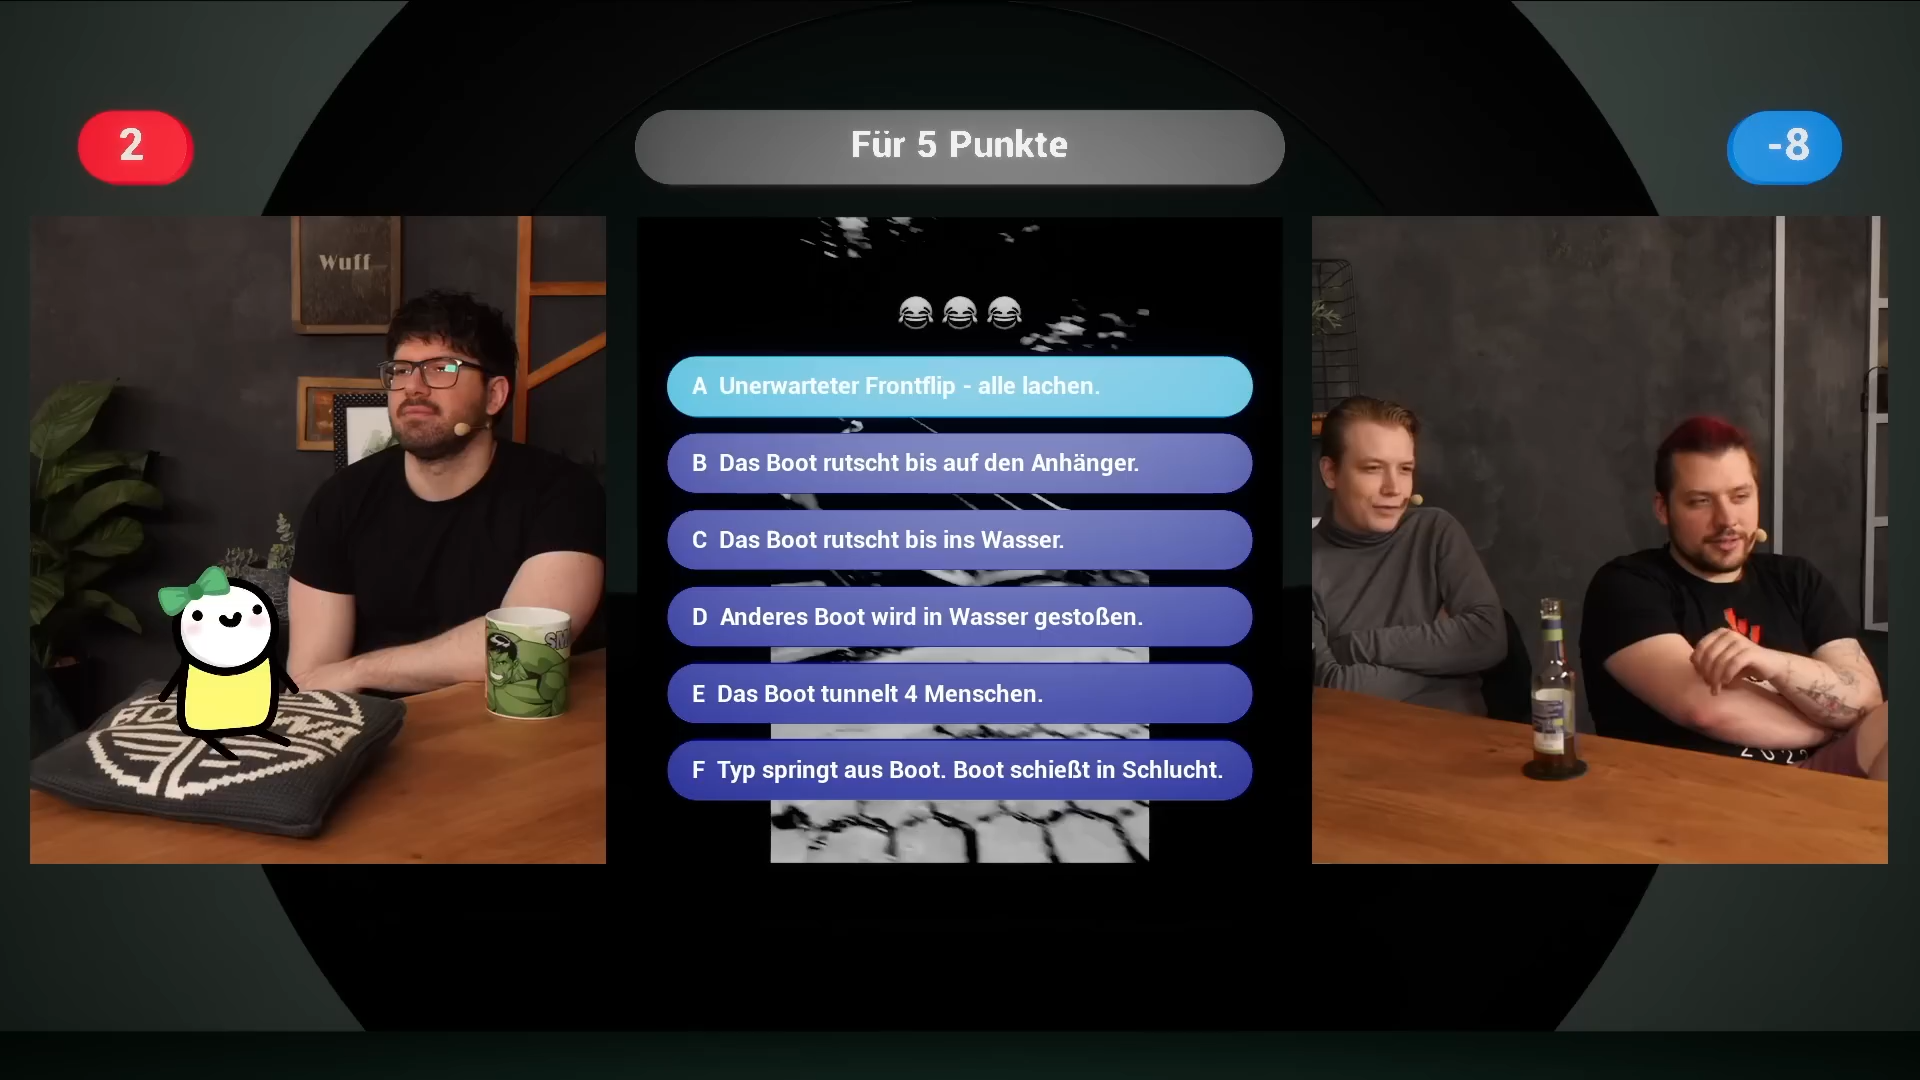 2
Für 5 Punkte
-8
Wuff
A Unerwarteter Frontflip - alle lachen.
B Das Boot rutscht bis auf den Anhänger.
C Das Boot rutscht bis ins Wasser.
D Anderes Boot wird in Wasser gestoßen.
E Das Boot tunnelt 4 Menschen.
F Typ springt aus Boot. Boot schießt in Schlucht.